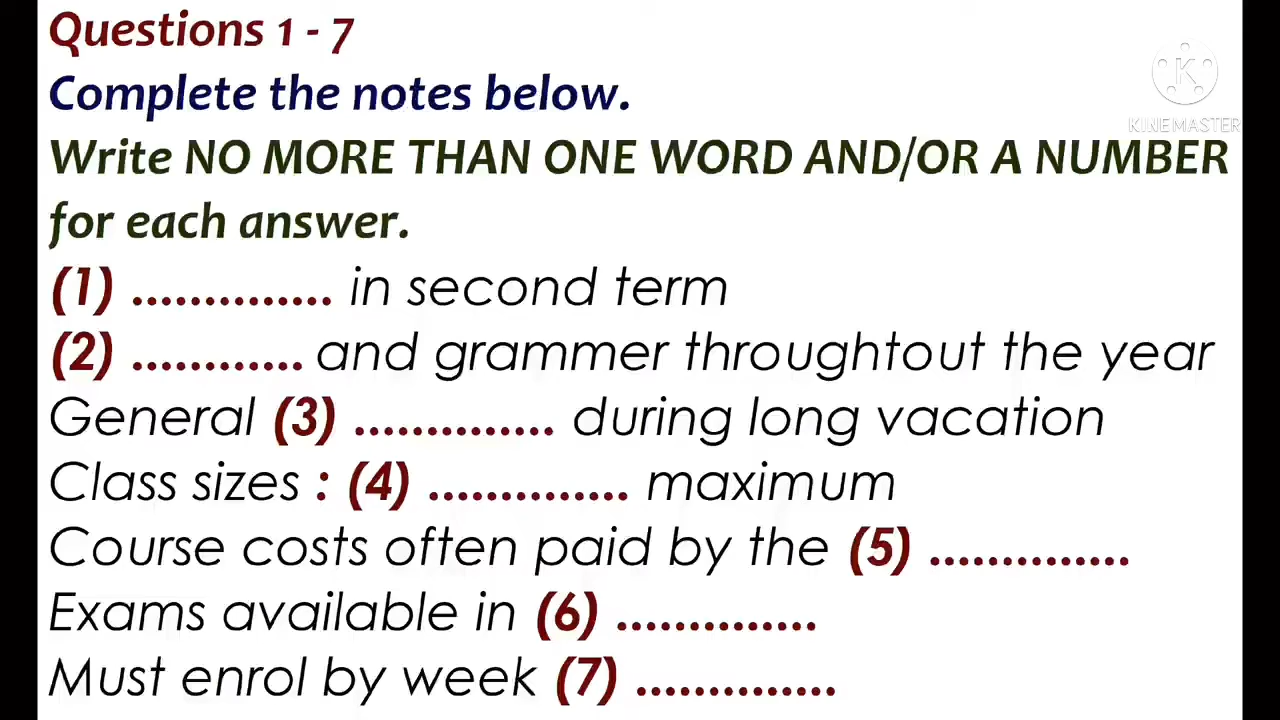 Questions 1 - 7
Complete the notes below.
Write NO MORE THAN ONE WORD AND/OR A NUMBER
for each answer.
(1) .............. in second term
(2) ............ and grammer throughtout the year
General (3) .............. during long vacation
Class sizes : (4) .............. maximum
Course costs often paid by the (5) ..............
Exams available in (6) ..............
Must enrol by week (7) ..............
K
KINEMASTER